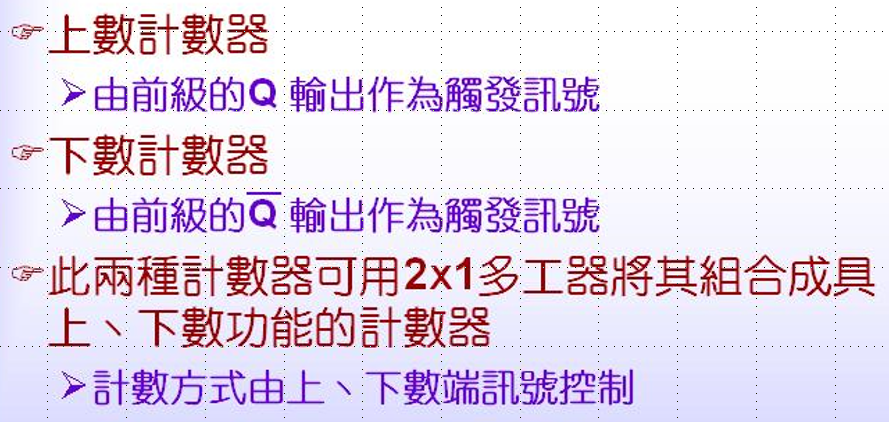 ☞上數計數器
➢由前級的Q 輸出作為觸發訊號
☞下數計數器
➢由前級的Q̅ 輸出作為觸發訊號
☞此兩種計數器可用2x1多工器將其組合成具
上、下數功能的計數器
➢計數方式由上、下數端訊號控制